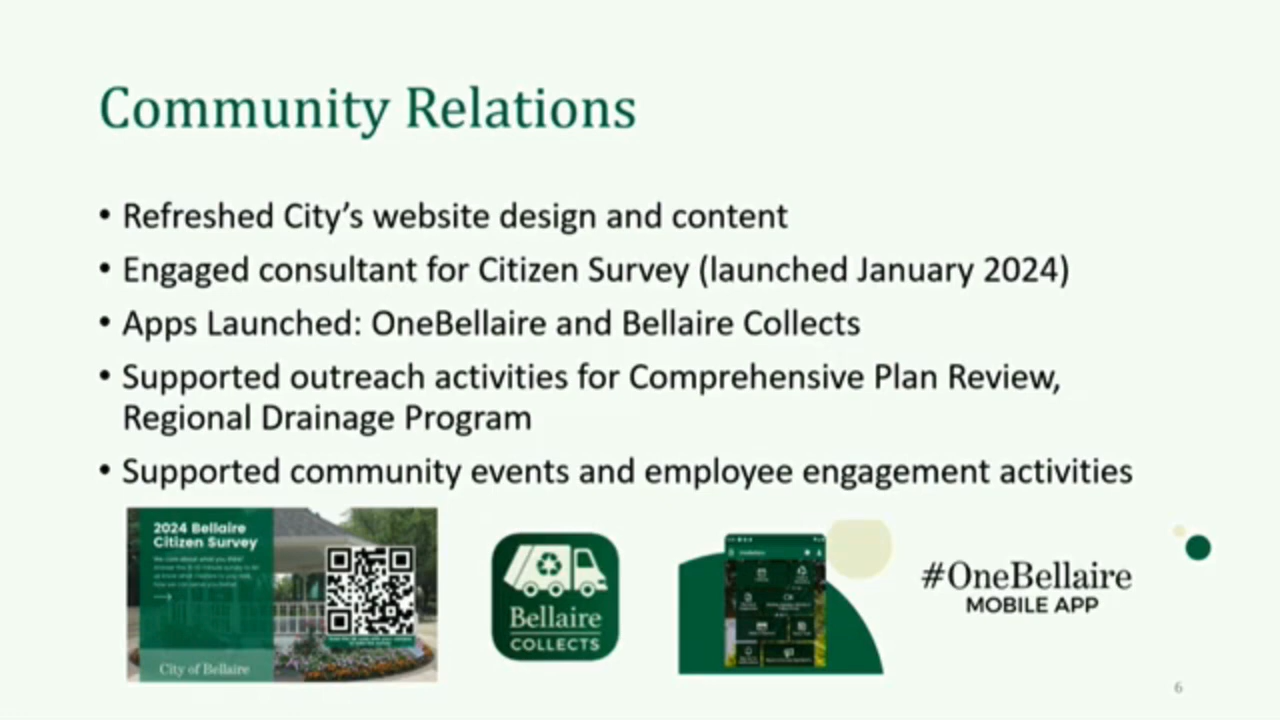 Community Relations
• Refreshed City’s website design and content
• Engaged consultant for Citizen Survey (launched January 2024)
• Apps Launched: OneBellaire and Bellaire Collects
• Supported outreach activities for Comprehensive Plan Review,
Regional Drainage Program
• Supported community events and employee engagement activities
2024 Bellaire
Citizen Survey
City of Bellaire
Bellaire
COLLECTS
#OneBellaire
MOBILE APP
6